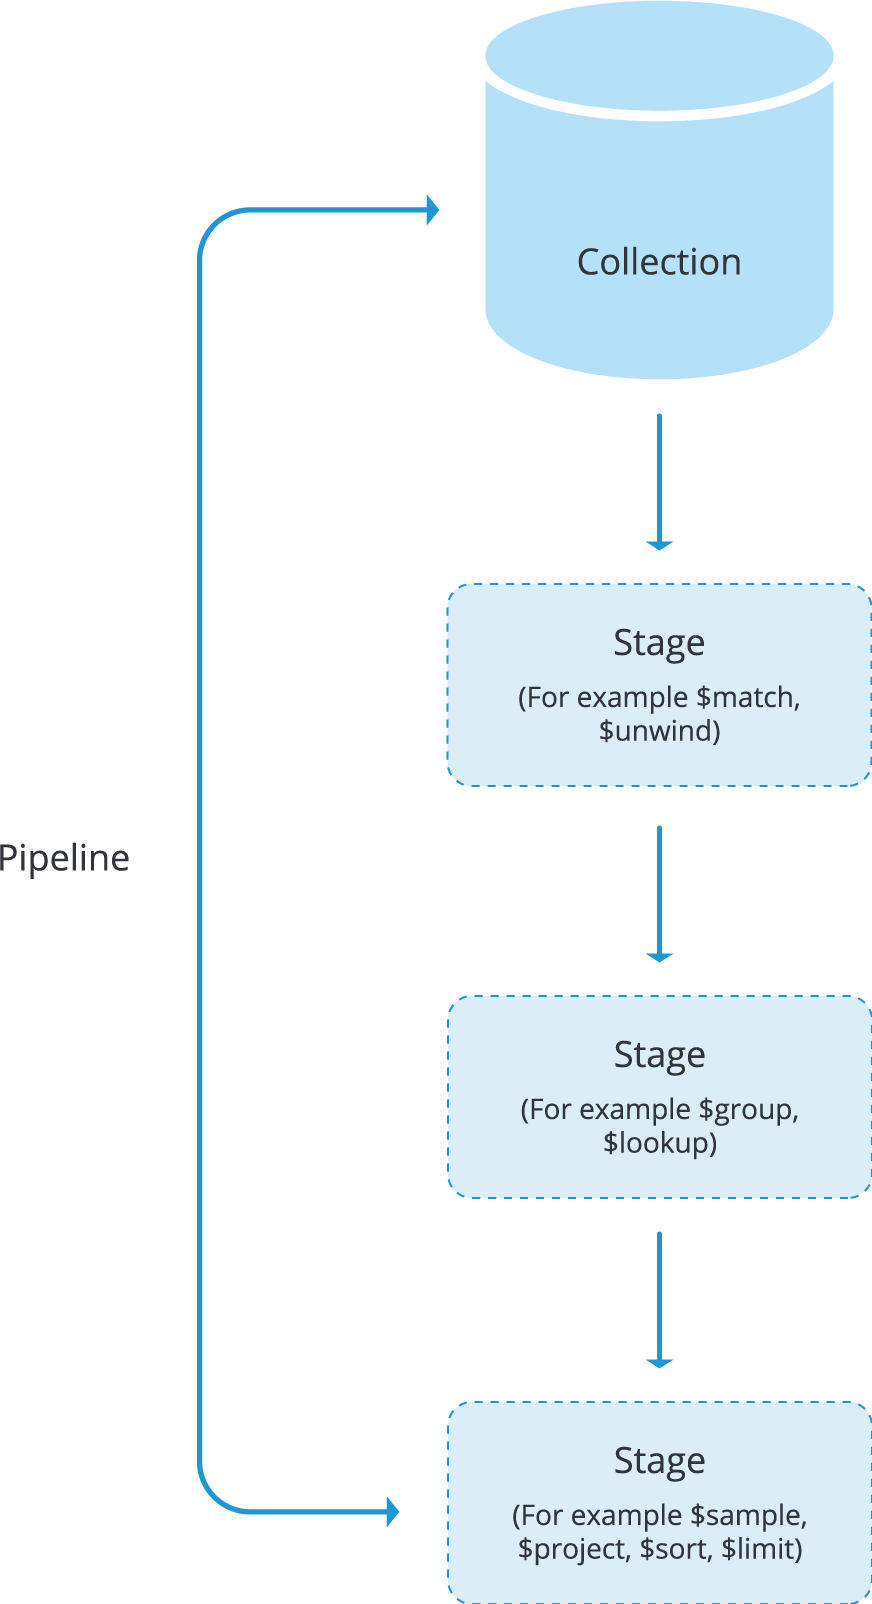 Collection
Stage
(For example $match,
$unwind)
Pipeline
Stage
(For example $group,
$lookup)
Stage
(For example $sample,
$project, $sort, $limit)